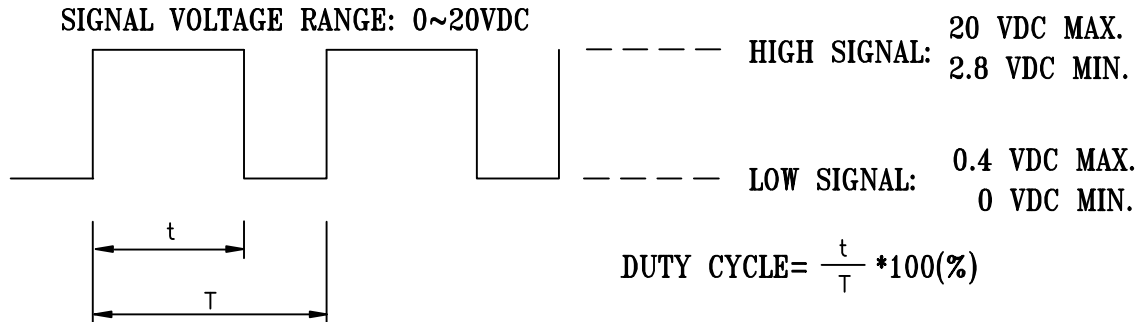 SIGNAL VOLTAGE RANGE: 0~20VDC
HIGH SIGNAL: 20 VDC MAX.
2.8 VDC MIN.
LOW SIGNAL: 0.4 VDC MAX.
0 VDC MIN.
t
T
DUTY CYCLE= t/T *100(%)